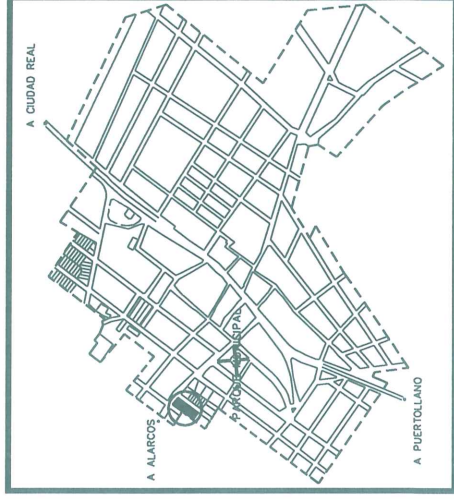 A CIUDAD REAL
A ALARCOS
PARQUE MUNICIPAL
A PUERTOLLANO